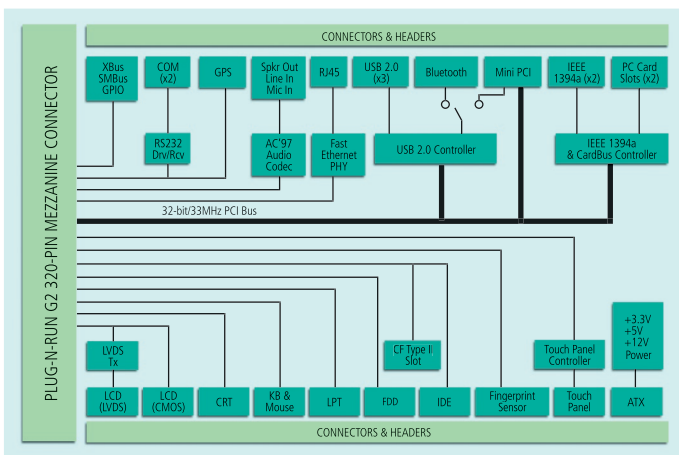 PLUG-N-RUN G2 320-PIN MEZZANINE CONNECTOR
CONNECTORS & HEADERS
XBus
SMBus
GPIO
COM
(x2)
GPS
Spkr Out
Line In
Mic In
RJ45
USB 2.0
(x3)
Bluetooth
Mini PCI
IEEE
1394a (x2)
PC Card
Slots (x2)
RS232
Drv/Rcv
AC'97
Audio
Codec
Fast
Ethernet
PHY
USB 2.0 Controller
IEEE 1394a
& CardBus Controller
32-bit/33MHz PCI Bus
LVDS
Tx
CF Type II
Slot
Touch Panel
Controller
+3.3V
+5V
+12V
Power
LCD
(LVDS)
LCD
(CMOS)
CRT
KB &
Mouse
LPT
FDD
IDE
Fingerprint
Sensor
Touch
Panel
ATX
CONNECTORS & HEADERS